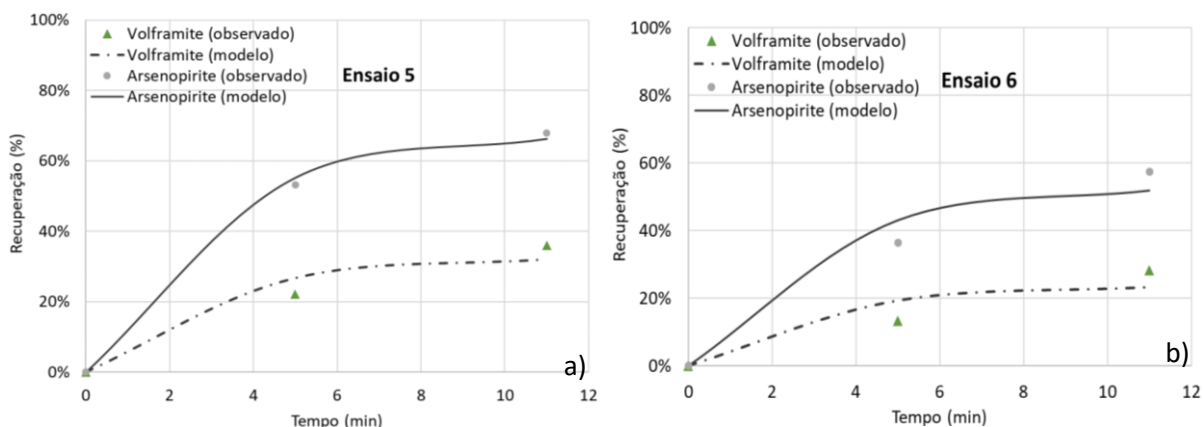 100%
80%
60%
40%
20%
0%
Recuperação (%)
Volframite (observado)
Volframite (modelo)
Arsenopirite (observado)
Arsenopirite (modelo)
Ensaio 5
0 2 4 6 8 10 12
Tempo (min)
a)
100%
80%
60%
40%
20%
0%
Recuperação (%)
Volframite (observado)
Volframite (modelo)
Arsenopirite (observado)
Arsenopirite (modelo)
Ensaio 6
0 2 4 6 8 10 12
Tempo (min)
b)